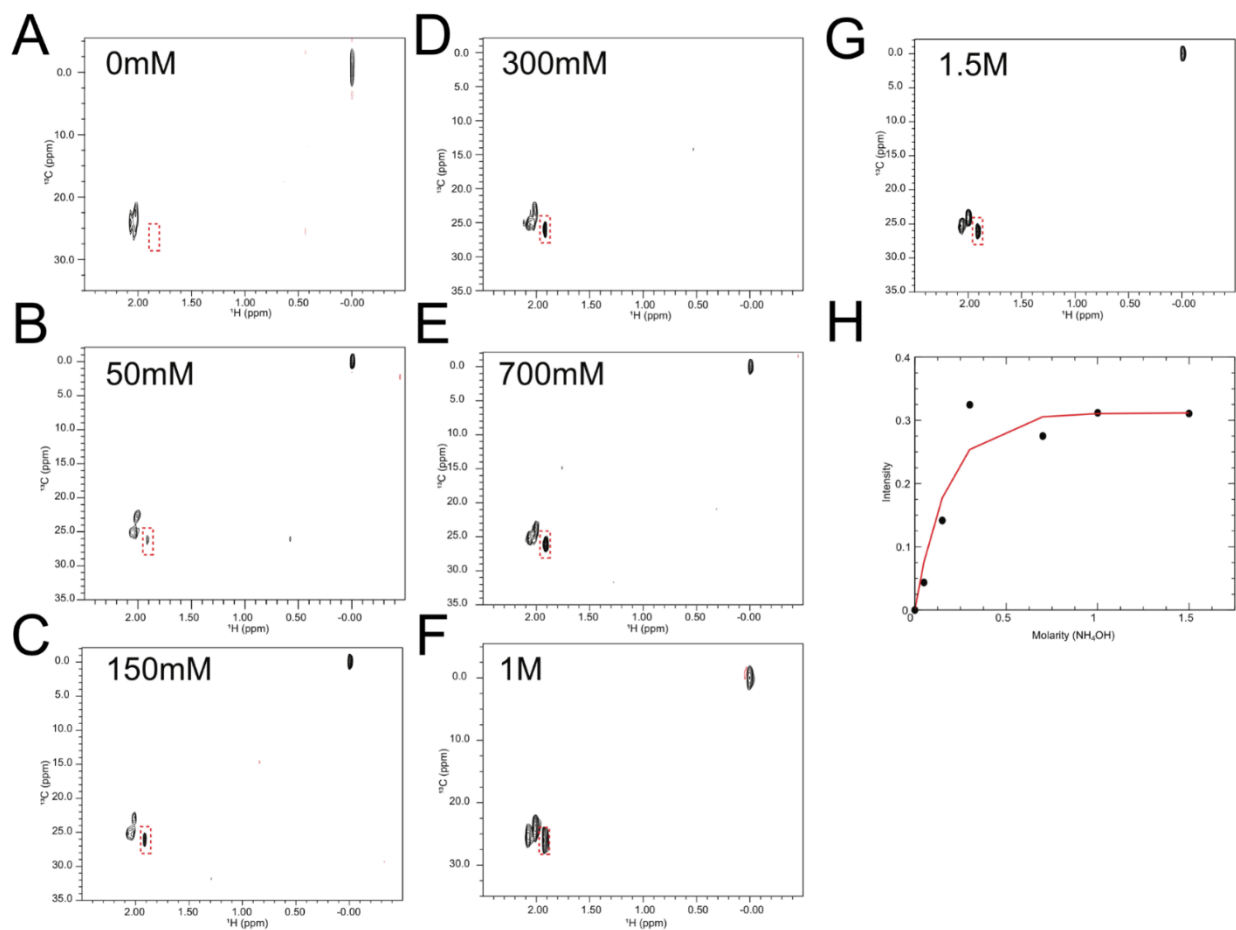 A
0mM
0.0
10.0
20.0
30.0
¹³C (ppm)
2.00
1.50
1.00
0.50
-0.00
¹H (ppm)
B
50mM
0.0
5.0
10.0
15.0
20.0
25.0
30.0
35.0
¹³C (ppm)
2.00
1.50
1.00
0.50
-0.00
¹H (ppm)
C
150mM
0.0
5.0
10.0
15.0
20.0
25.0
30.0
35.0
¹³C (ppm)
2.00
1.50
1.00
0.50
-0.00
¹H (ppm)
D
300mM
0.0
5.0
10.0
15.0
20.0
25.0
30.0
35.0
¹³C (ppm)
2.00
1.50
1.00
0.50
-0.00
¹H (ppm)
E
700mM
0.0
5.0
10.0
15.0
20.0
25.0
30.0
35.0
¹³C (ppm)
2.00
1.50
1.00
0.50
-0.00
¹H (ppm)
F
1M
0.0
10.0
20.0
30.0
¹³C (ppm)
2.00
1.50
1.00
0.50
-0.00
¹H (ppm)
G
1.5M
0.0
5.0
10.0
15.0
20.0
25.0
30.0
35.0
¹³C (ppm)
2.00
1.50
1.00
0.50
-0.00
¹H (ppm)
H
0.4
0.3
0.2
0.1
0
Intensity
0
0.5
1
1.5
Molarity (NH₄OH)